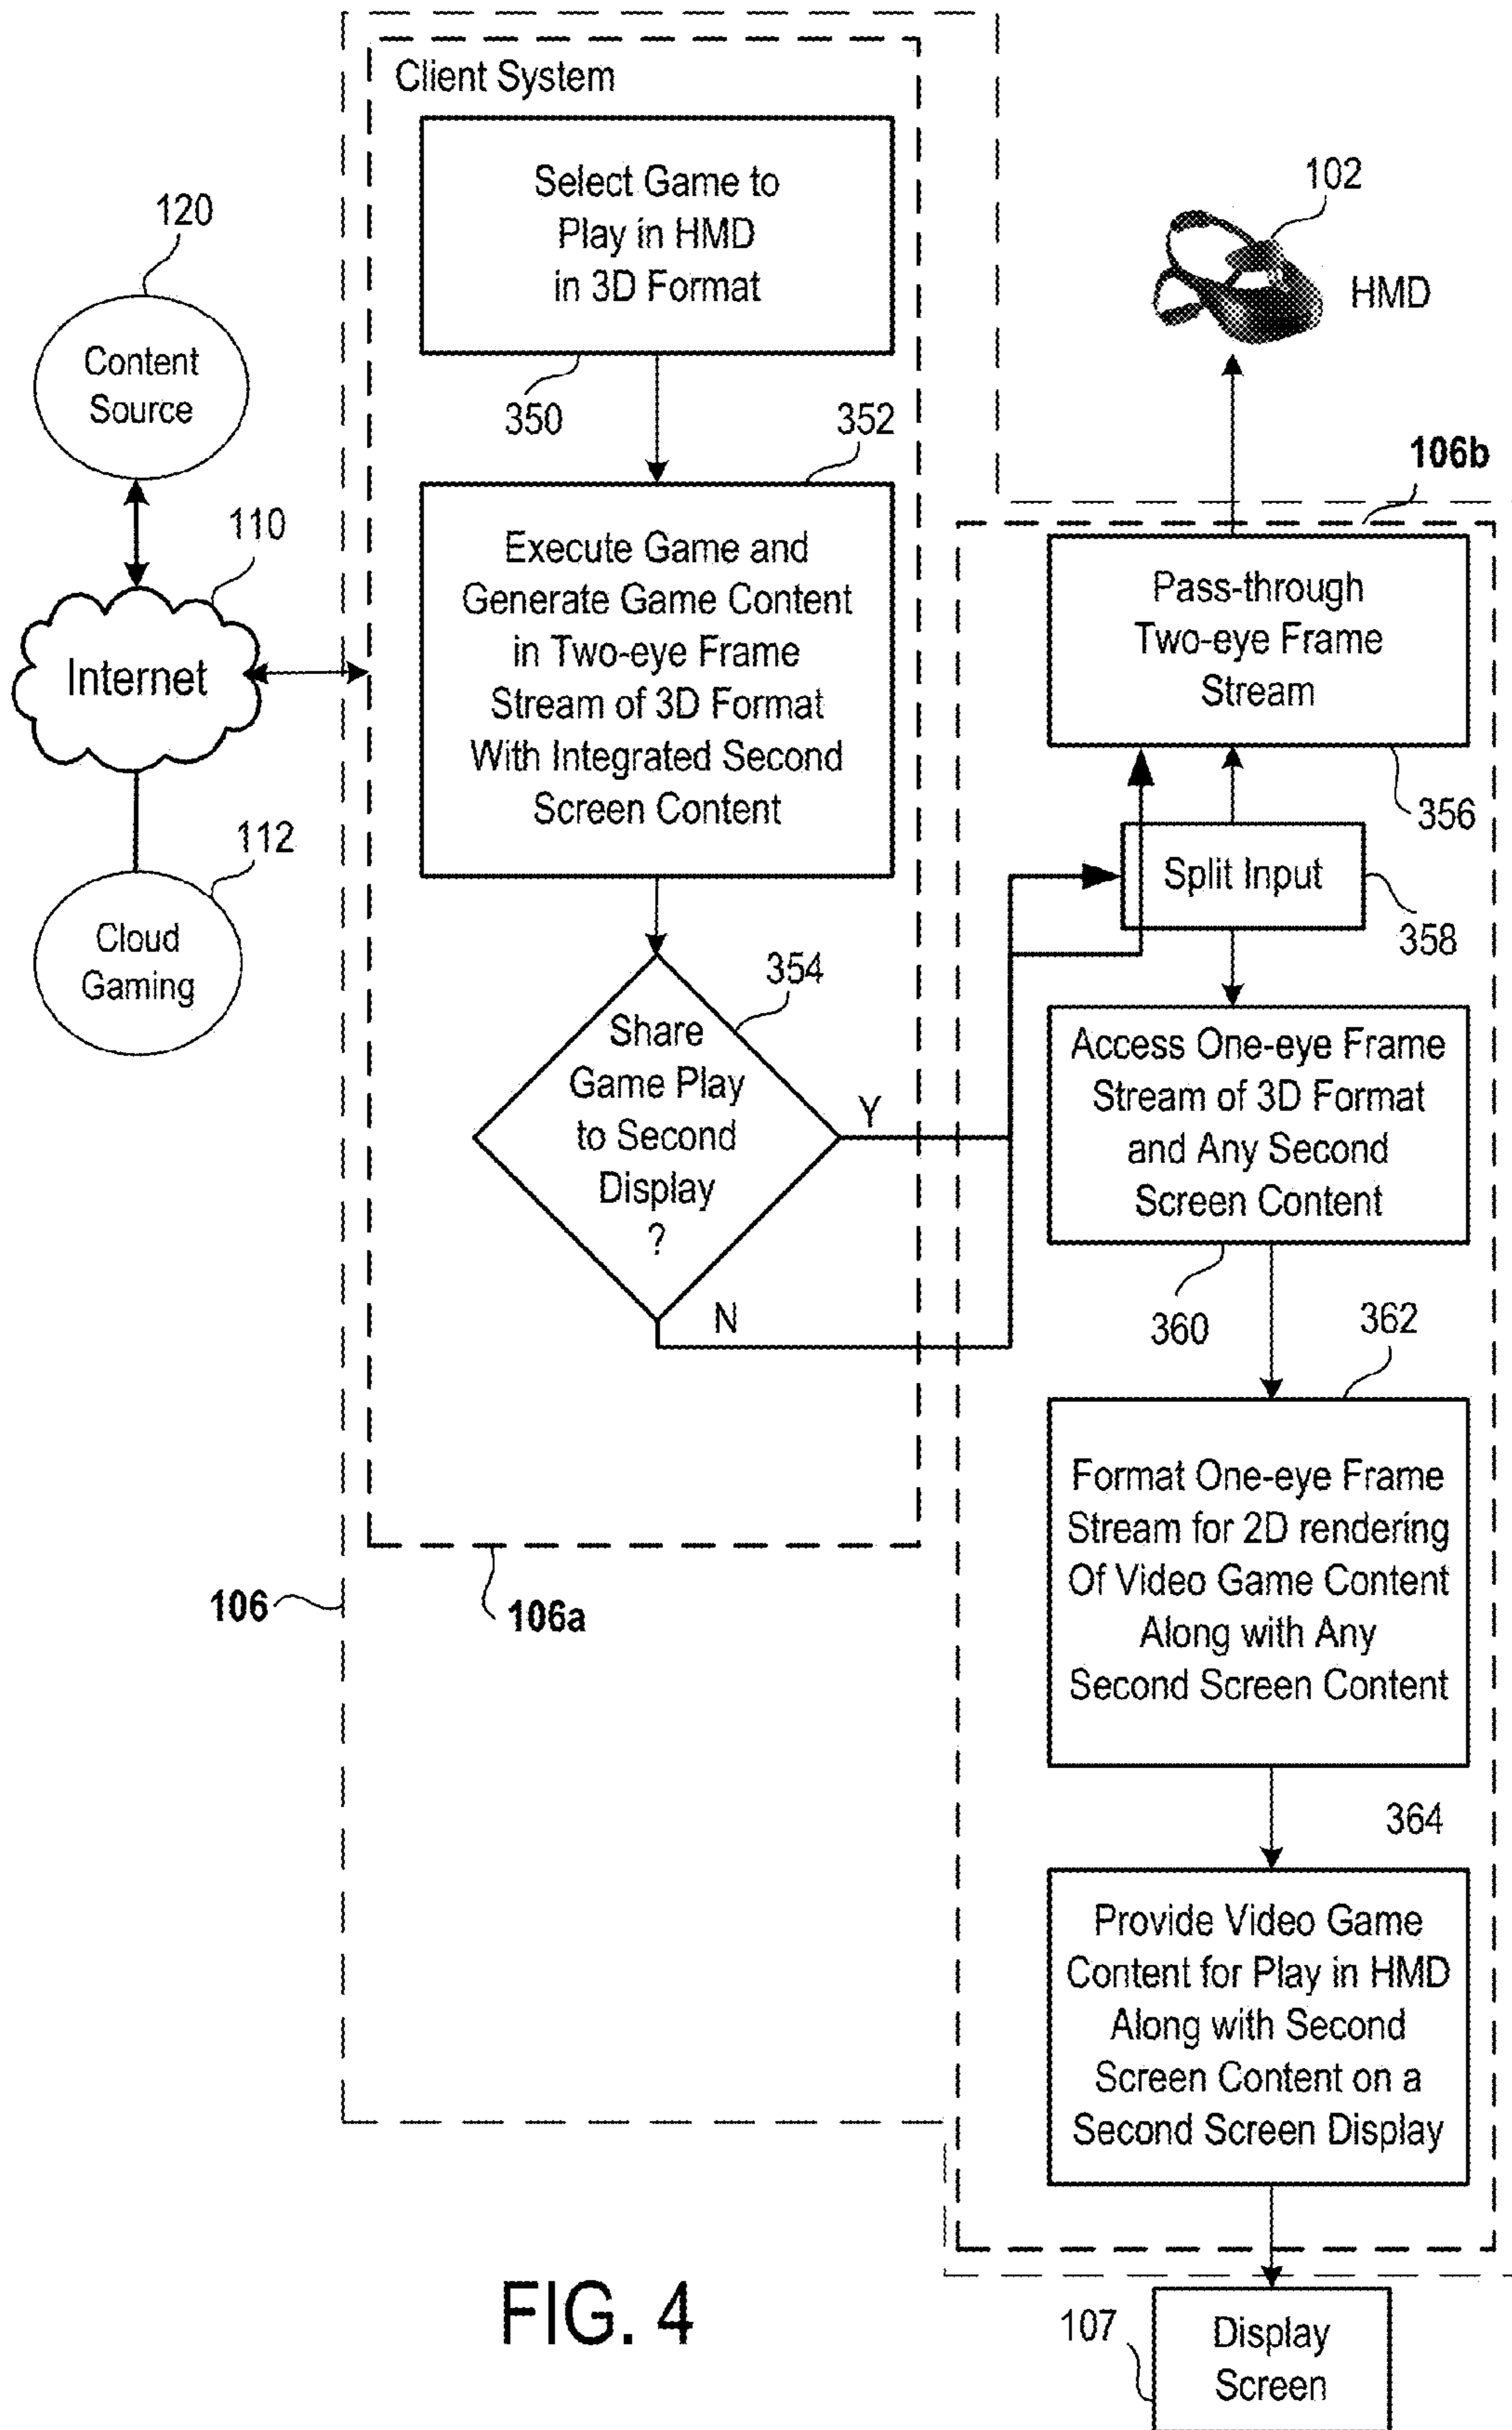 Client System
Select Game to
Play in HMD
in 3D Format
350
352
Execute Game and
Generate Game Content
in Two-eye Frame
Stream of 3D Format
With Integrated Second
Screen Content
354
Share
Game Play
to Second
Display
?
Y
N
106
106a
120
Content
Source
110
Internet
112
Cloud
Gaming
102
HMD
106b
Pass-through
Two-eye Frame
Stream
356
Split Input
358
Access One-eye Frame
Stream of 3D Format
and Any Second
Screen Content
360
362
Format One-eye Frame
Stream for 2D rendering
Of Video Game Content
Along with Any
Second Screen Content
364
Provide Video Game
Content for Play in HMD
Along with Second
Screen Content on a
Second Screen Display
107
Display
Screen
FIG. 4